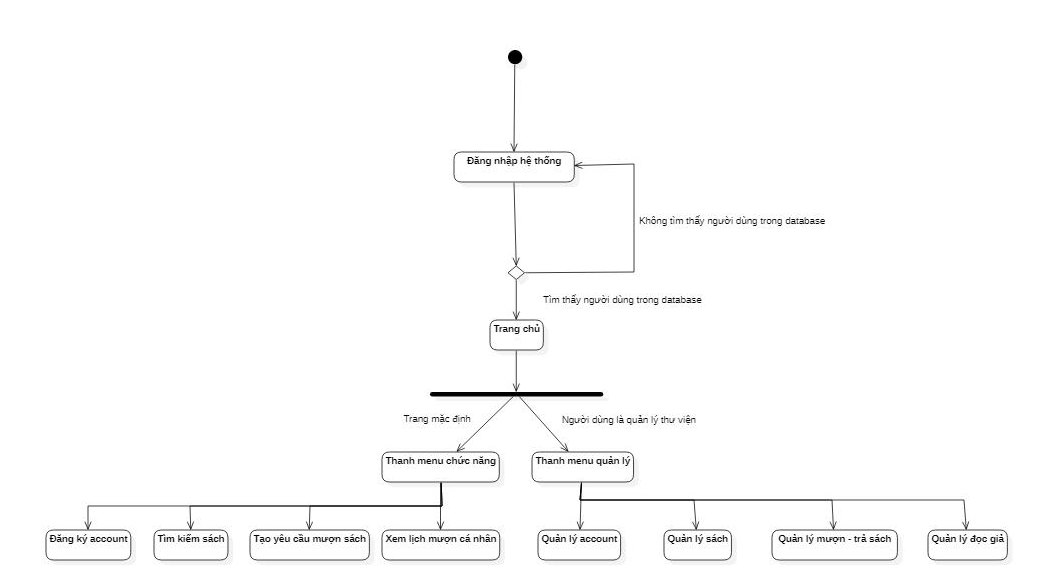 Đăng nhập hệ thống
Không tìm thấy người dùng trong database
Tìm thấy người dùng trong database
Trang chủ
Trang mặc định
Người dùng là quản lý thư viện
Thanh menu chức năng
Thanh menu quản lý
Đăng ký account
Tìm kiếm sách
Tạo yêu cầu mượn sách
Xem lịch mượn cá nhân
Quản lý account
Quản lý sách
Quản lý mượn - trả sách
Quản lý đọc giả